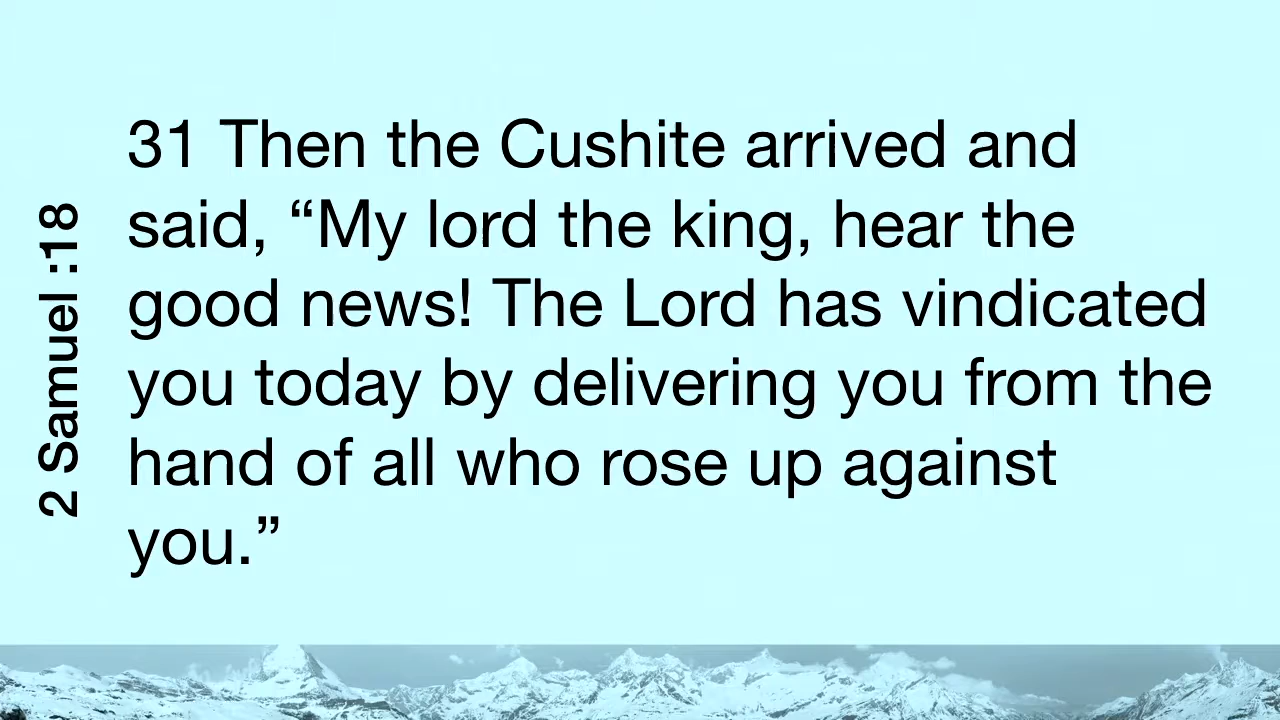 2 Samuel :18
31 Then the Cushite arrived and
said, “My lord the king, hear the
good news! The Lord has vindicated
you today by delivering you from the
hand of all who rose up against
you.”